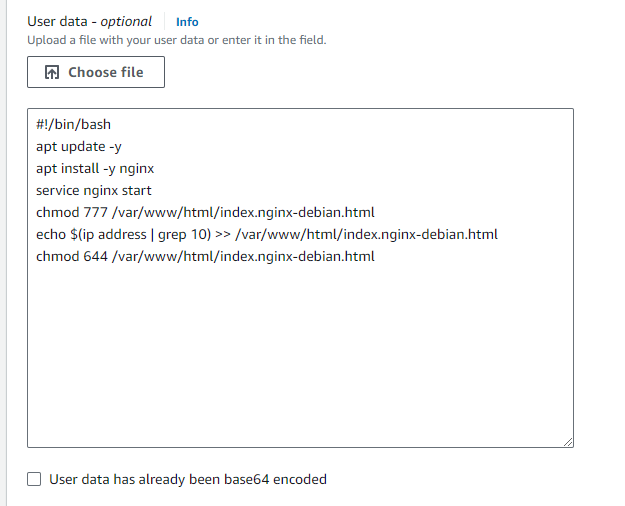 User data - optional Info
Upload a file with your user data or enter it in the field.
Choose file
#!/bin/bash
apt update -y
apt install -y nginx
service nginx start
chmod 777 /var/www/html/index.nginx-debian.html
echo $(ip address | grep 10) >> /var/www/html/index.nginx-debian.html
chmod 644 /var/www/html/index.nginx-debian.html
User data has already been base64 encoded